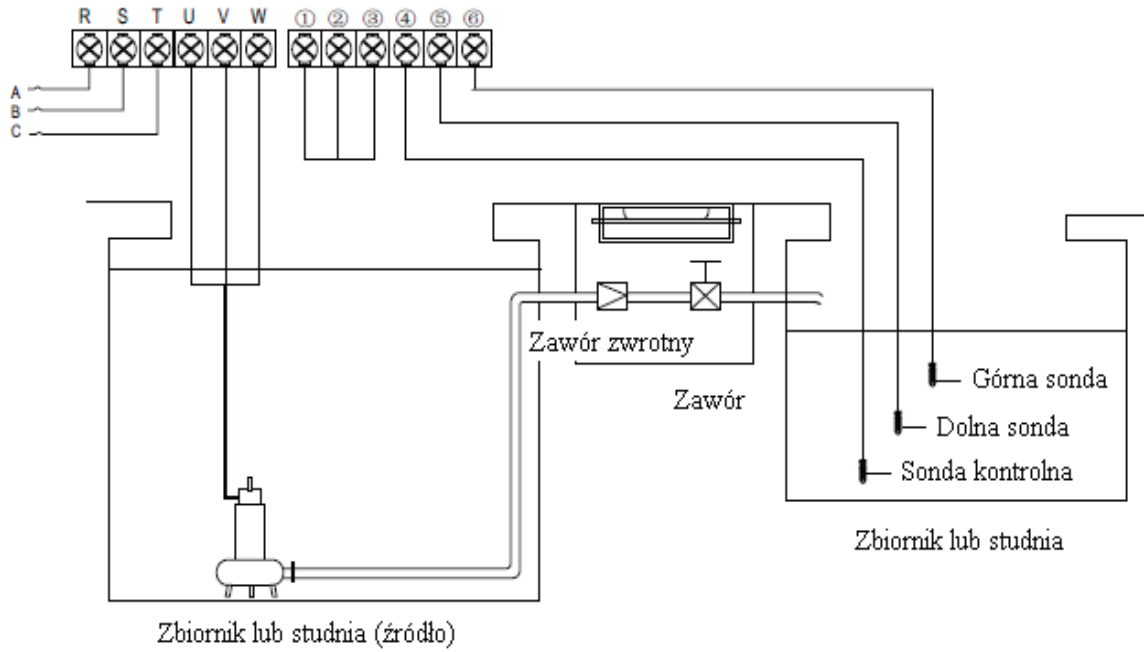 R S T U V W ① ② ③ ④ ⑤ ⑥
A
B
C
Zawór zwrotny
Zawór
Górna sonda
Dolna sonda
Sonda kontrolna
Zbiornik lub studnia
Zbiornik lub studnia (źródło)